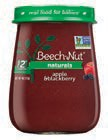 real food for babies
2
Beech-Nut
naturals
apple
&blackberry